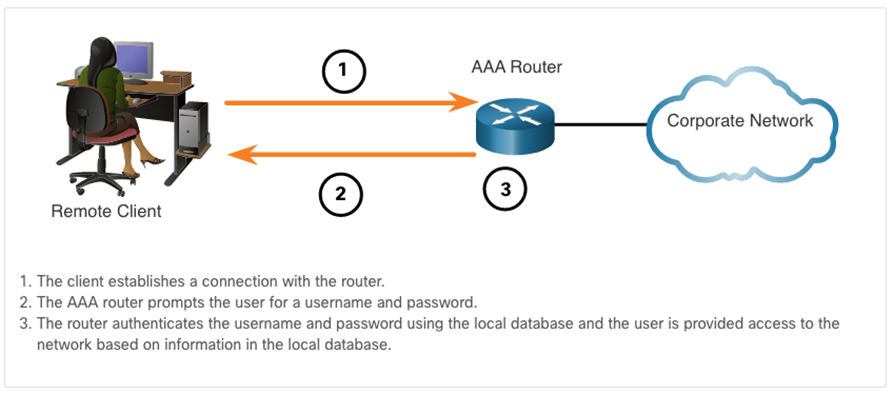 1
AAA Router
Corporate Network
2
3
Remote Client
1. The client establishes a connection with the router.
2. The AAA router prompts the user for a username and password.
3. The router authenticates the username and password using the local database and the user is provided access to the
network based on information in the local database.